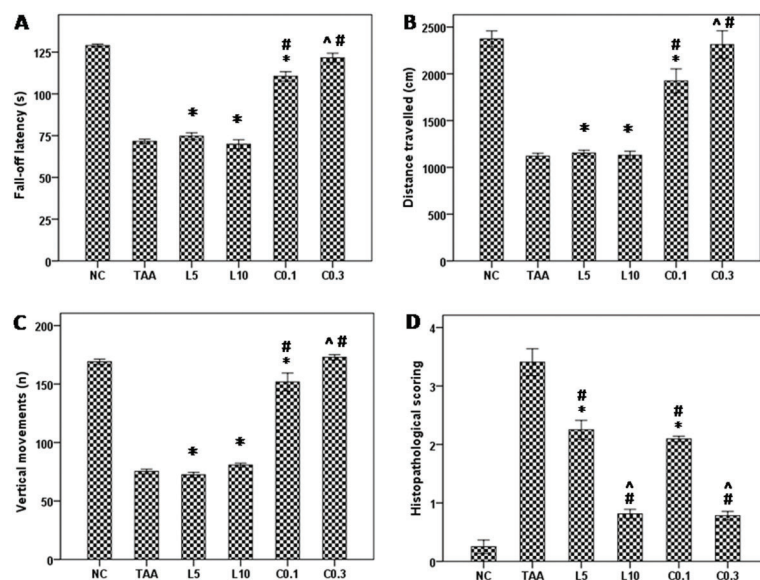 A
Fall-off latency (s)
125
100
75
50
25
0
* * # * ^ #
NC TAA L5 L10 C0.1 C0.3
B
Distance travelled (cm)
2500
2000
1500
1000
500
0
* * # * ^ #
NC TAA L5 L10 C0.1 C0.3
C
Vertical movements (n)
200
150
100
50
0
* * # * ^ #
NC TAA L5 L10 C0.1 C0.3
D
Histopathological scoring
4
3
2
1
0
# * ^ # # * ^ #
NC TAA L5 L10 C0.1 C0.3